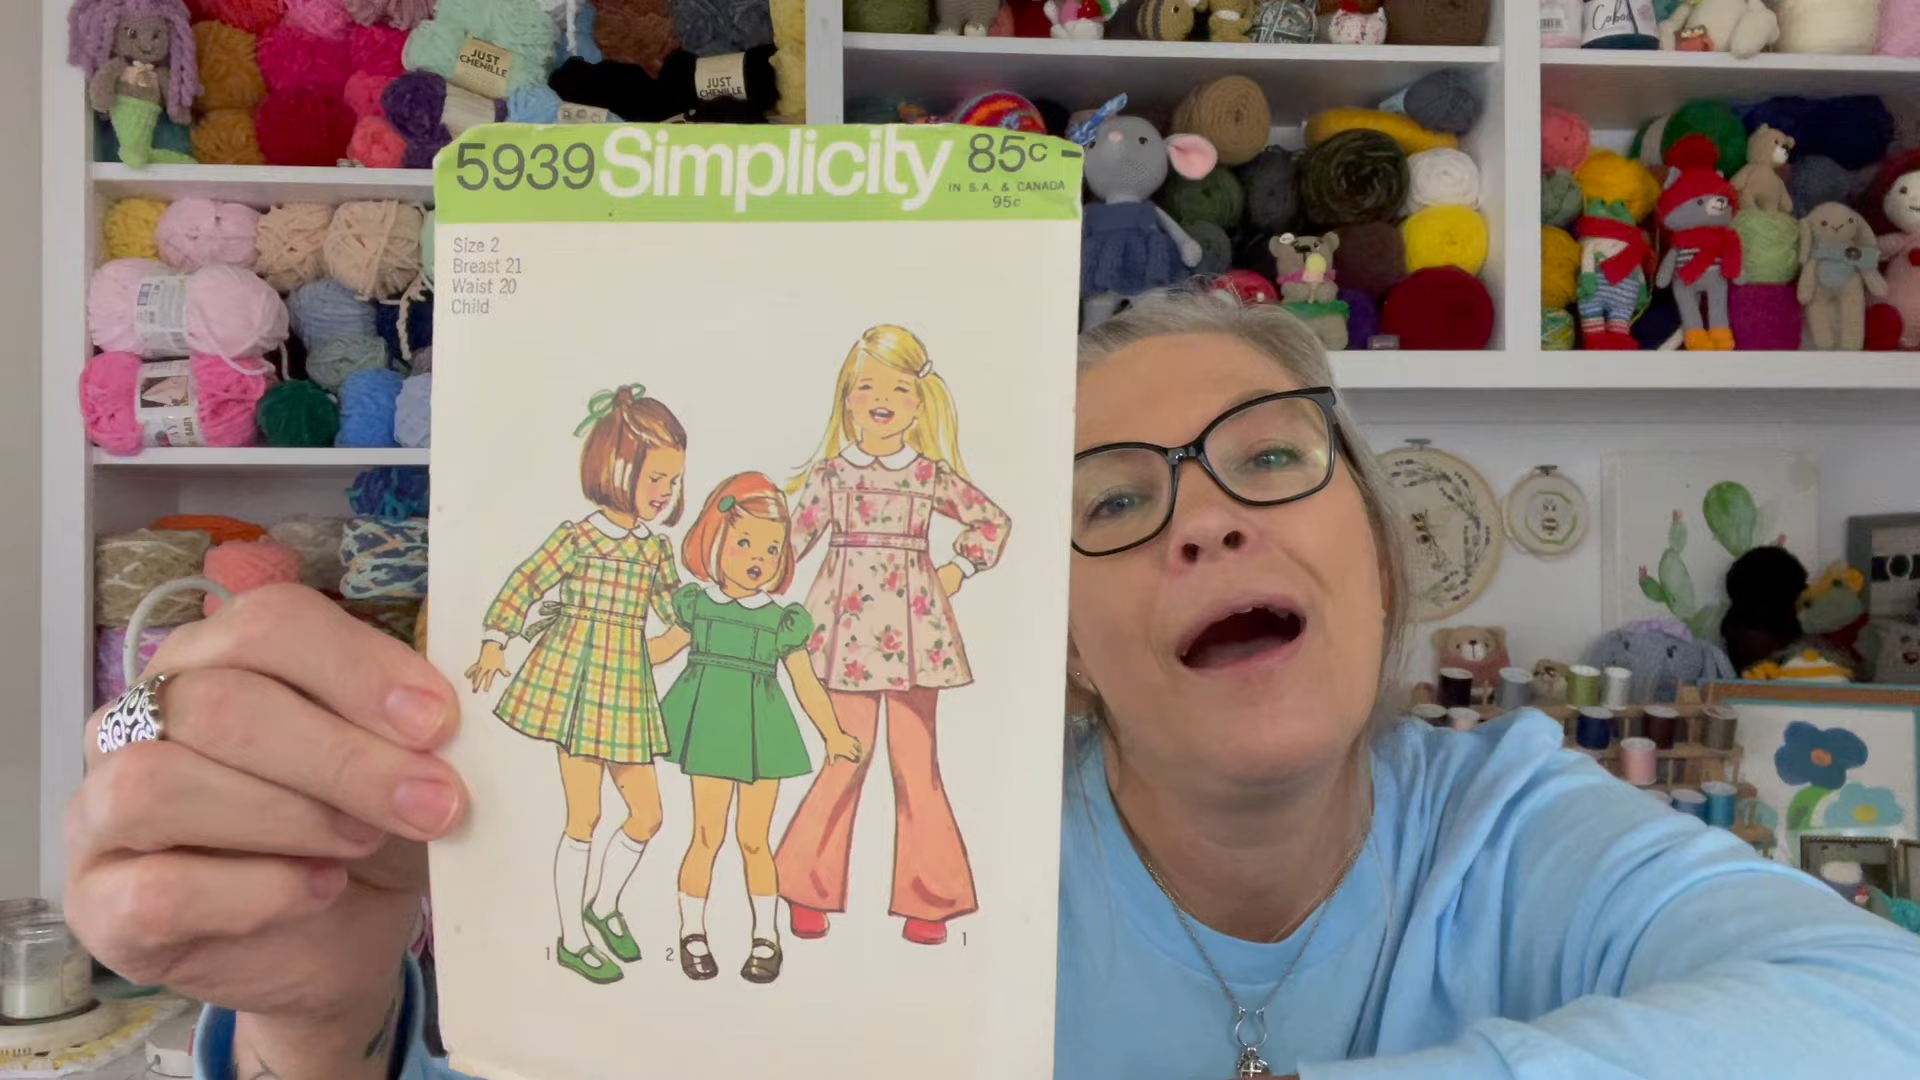 JUST
CHENILLE
JUST
CHENILLE
5939 Simplicity 85c -
IN S.A. & CANADA
95c
Size 2
Breast 21
Waist 20
Child
1
2
1